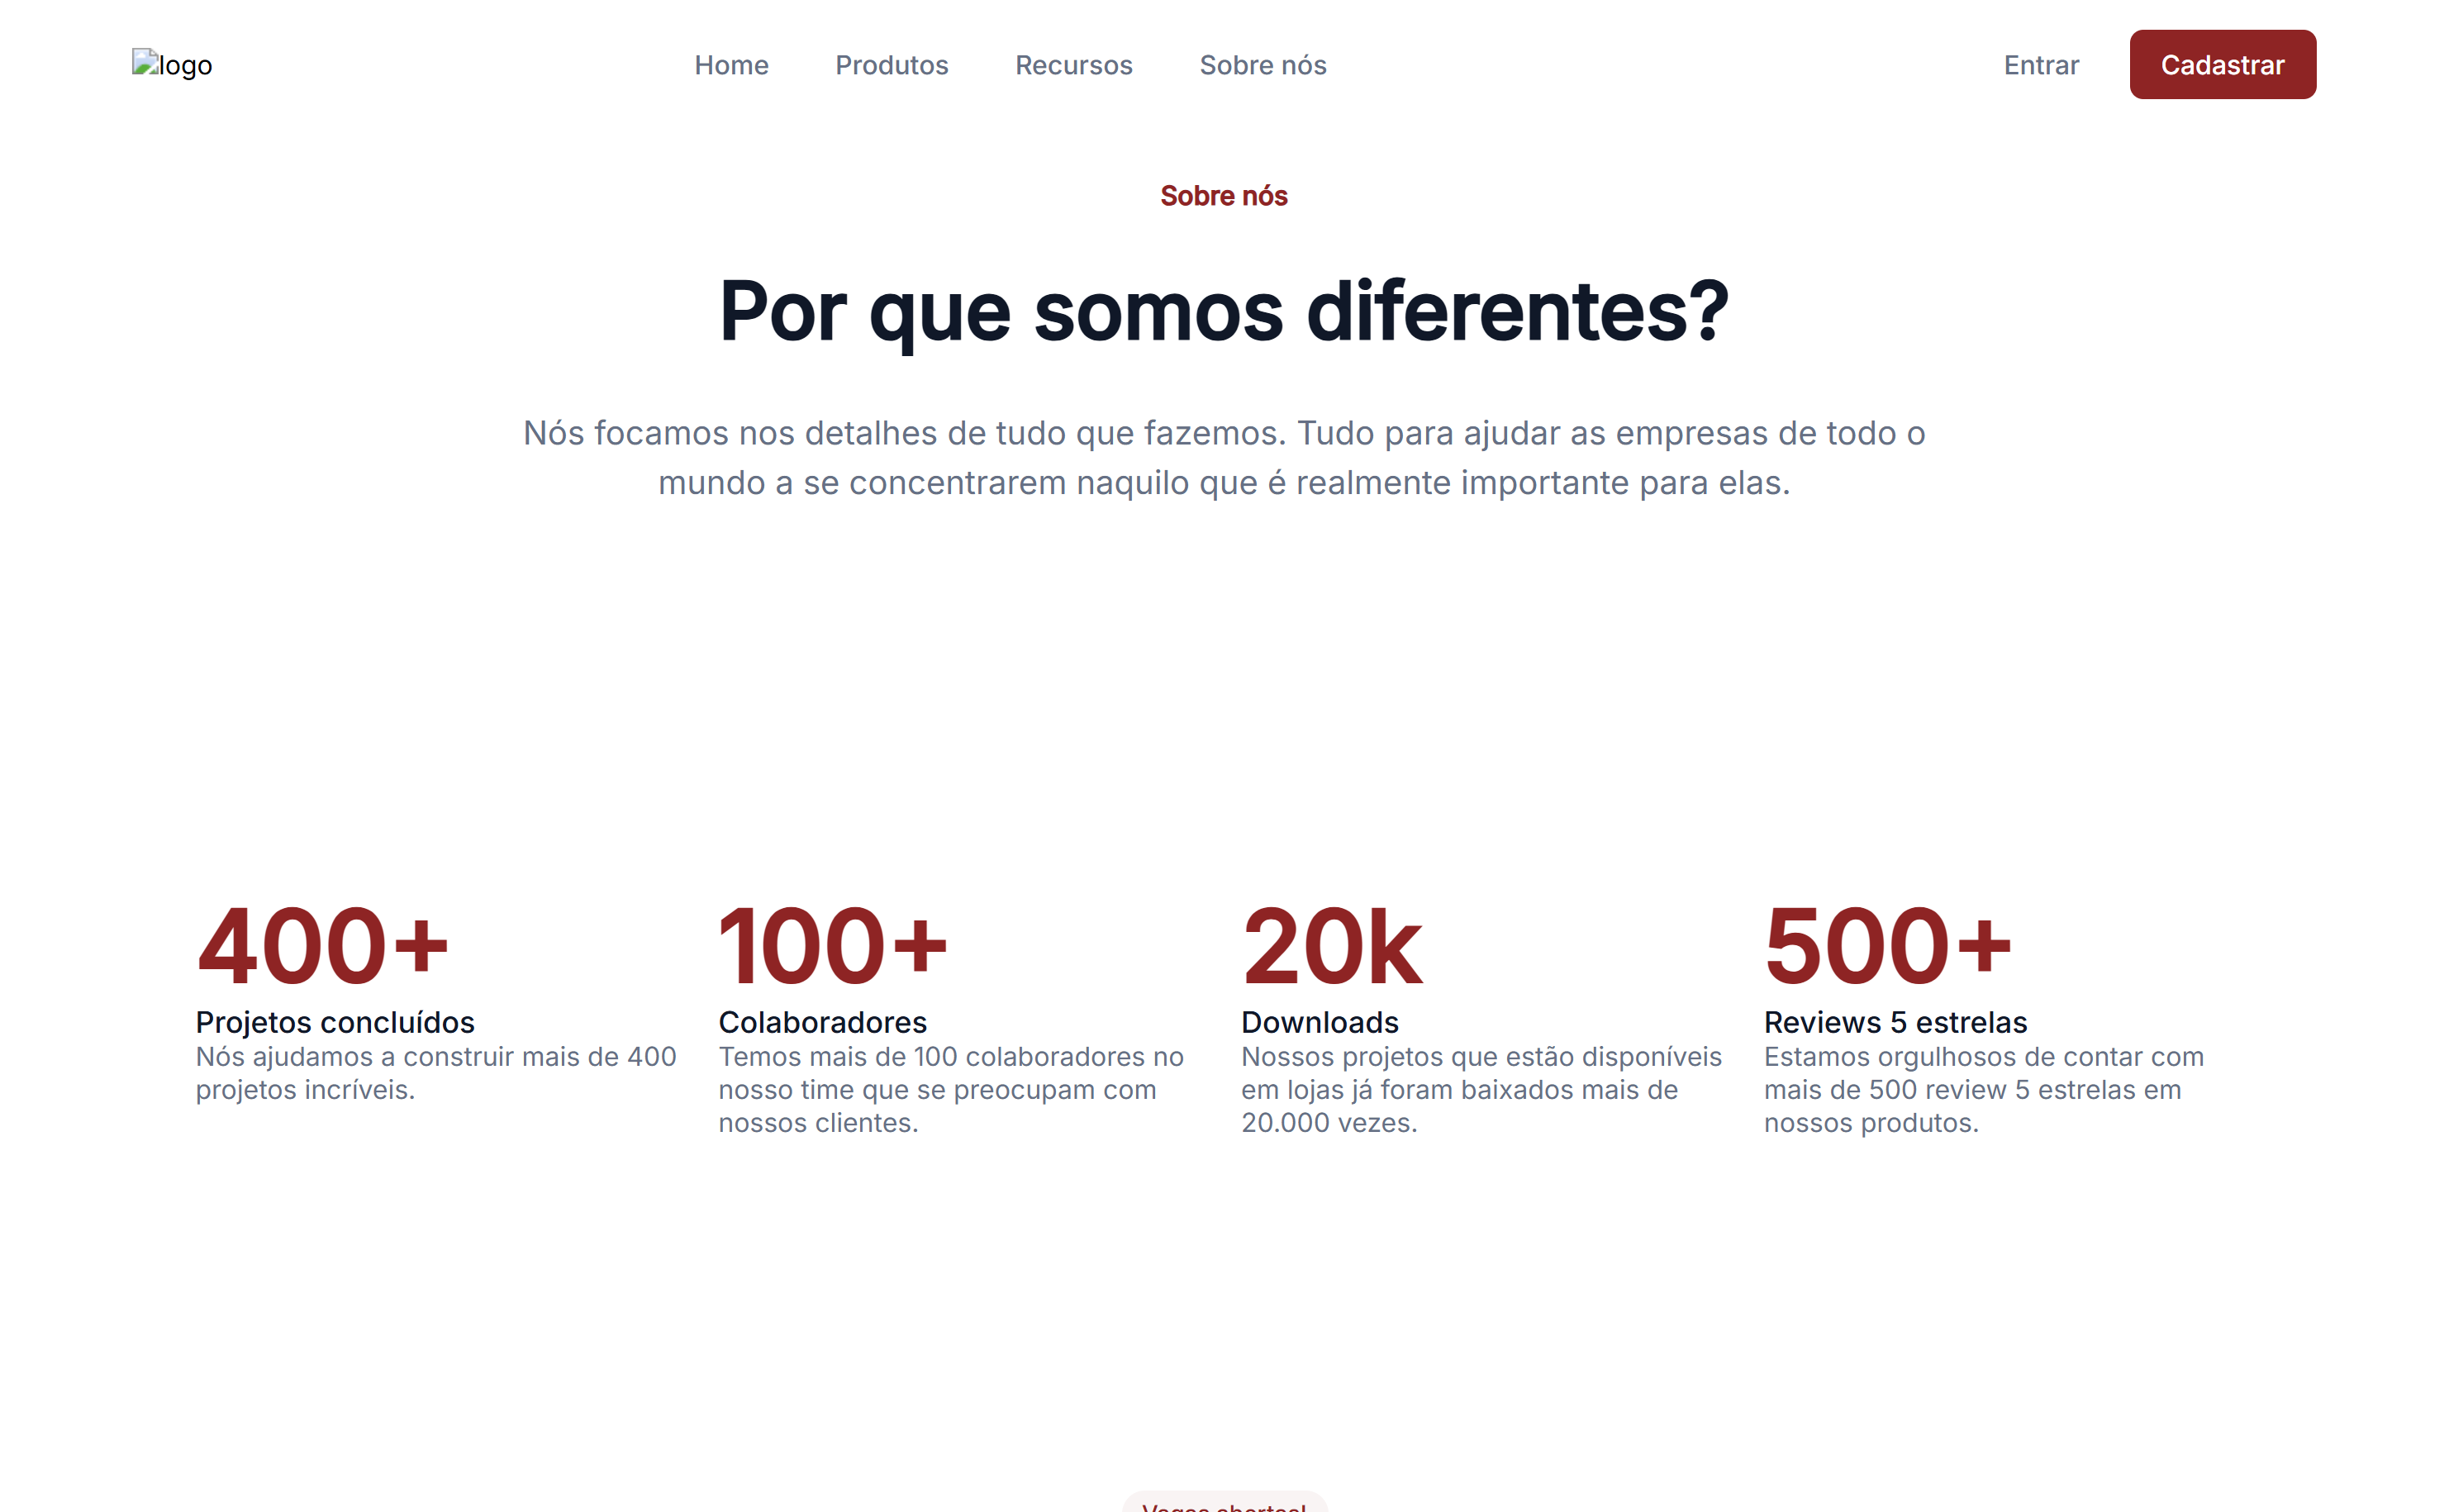 logo
Home
Produtos
Recursos
Sobre nós
Entrar
Cadastrar
Sobre nós
Por que somos diferentes?
Nós focamos nos detalhes de tudo que fazemos. Tudo para ajudar as empresas de todo o
mundo a se concentrarem naquilo que é realmente importante para elas.
400+
Projetos concluídos
Nós ajudamos a construir mais de 400
projetos incríveis.
100+
Colaboradores
Temos mais de 100 colaboradores no
nosso time que se preocupam com
nossos clientes.
20k
Downloads
Nossos projetos que estão disponíveis
em lojas já foram baixados mais de
20.000 vezes.
500+
Reviews 5 estrelas
Estamos orgulhosos de contar com
mais de 500 review 5 estrelas em
nossos produtos.
Vagas abertas!